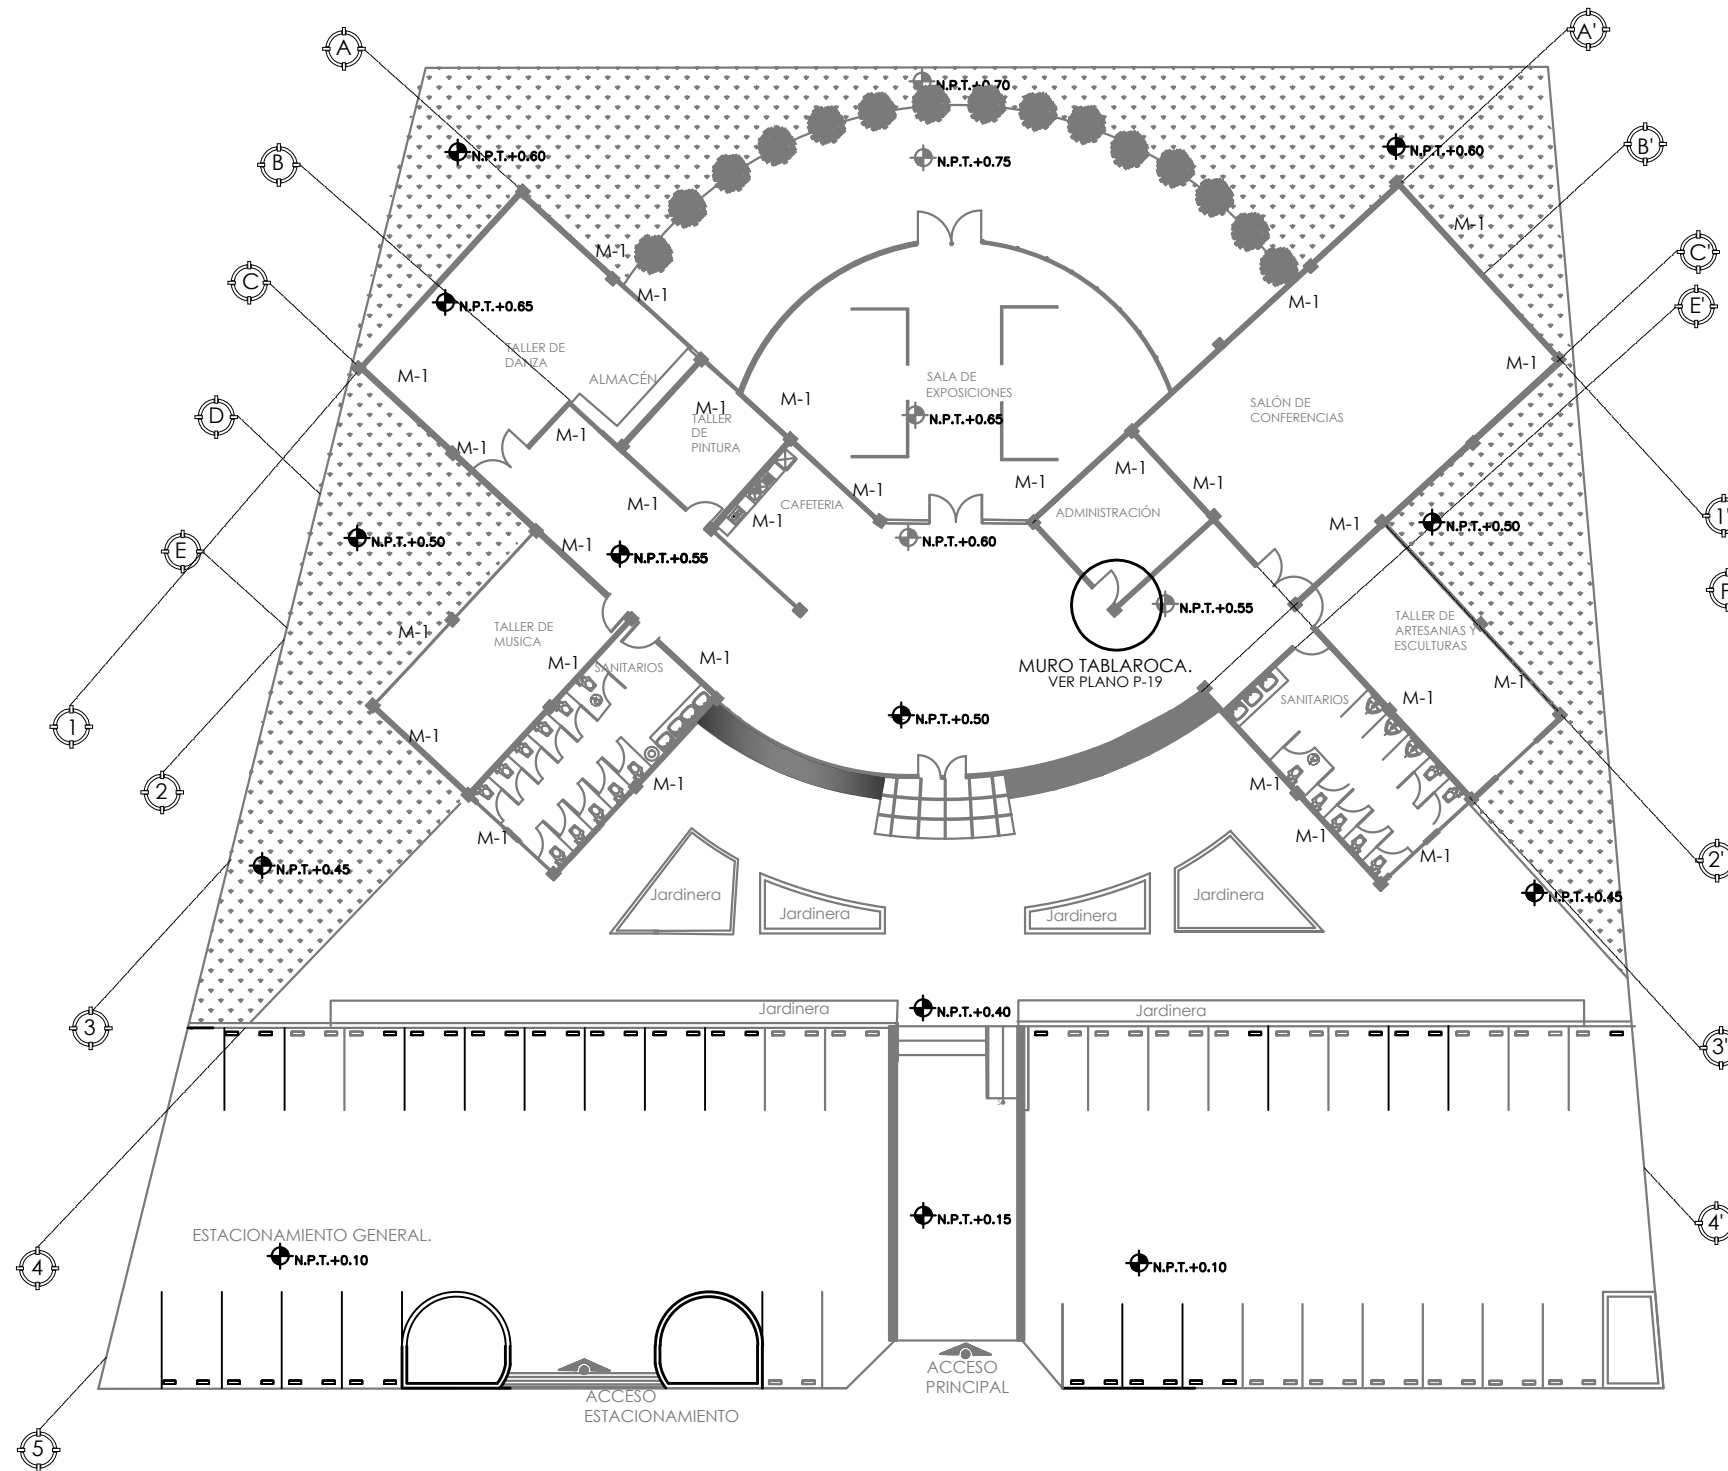 A
A'
N.P.T.+0.70
B
N.P.T.+0.60
N.P.T.+0.75
N.P.T.+0.60
B'
M-1
M-1
C
M-1
M-1
C'
N.P.T.+0.65
E'
TALLER DE
DANZA
ALMACÉN
M-1
M-1
M-1
SALA DE
EXPOSICIONES
M-1
SALÓN DE
CONFERENCIAS
D
M-1
TALLER
DE
PINTURA
N.P.T.+0.65
M-1
M-1
M-1
M-1
M-1
M-1
M-1
CAFETERIA
M-1
ADMINISTRACIÓN
M-1
N.P.T.+0.50
1'
E
N.P.T.+0.50
M-1
N.P.T.+0.55
N.P.T.+0.60
F
N.P.T.+0.55
TALLER DE
MUSICA
M-1
TALLER DE
ARTESANIAS Y
ESCULTURAS
M-1
SANITARIOS
M-1
MURO TABLAROCA.
VER PLANO P-19
M-1
M-1
SANITARIOS
1
M-1
N.P.T.+0.50
2
M-1
M-1
M-1
M-1
M-1
2'
N.P.T.+0.45
Jardinera
Jardinera
Jardinera
Jardinera
N.P.T.+0.45
3
Jardinera
N.P.T.+0.40
Jardinera
3'
N.P.T.+0.15
4'
ESTACIONAMIENTO GENERAL.
N.P.T.+0.10
N.P.T.+0.10
4
ACCESO
PRINCIPAL
ACCESO
ESTACIONAMIENTO
5